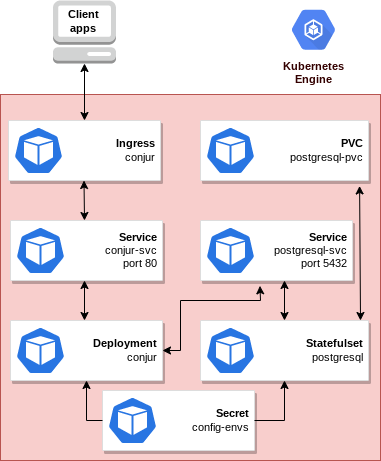 Client
apps
Kubernetes
Engine
Ingress
conjur
PVC
postgresql-pvc
Service
conjur-svc
port 80
Service
postgresql-svc
port 5432
Deployment
conjur
Statefulset
postgresql
Secret
config-envs